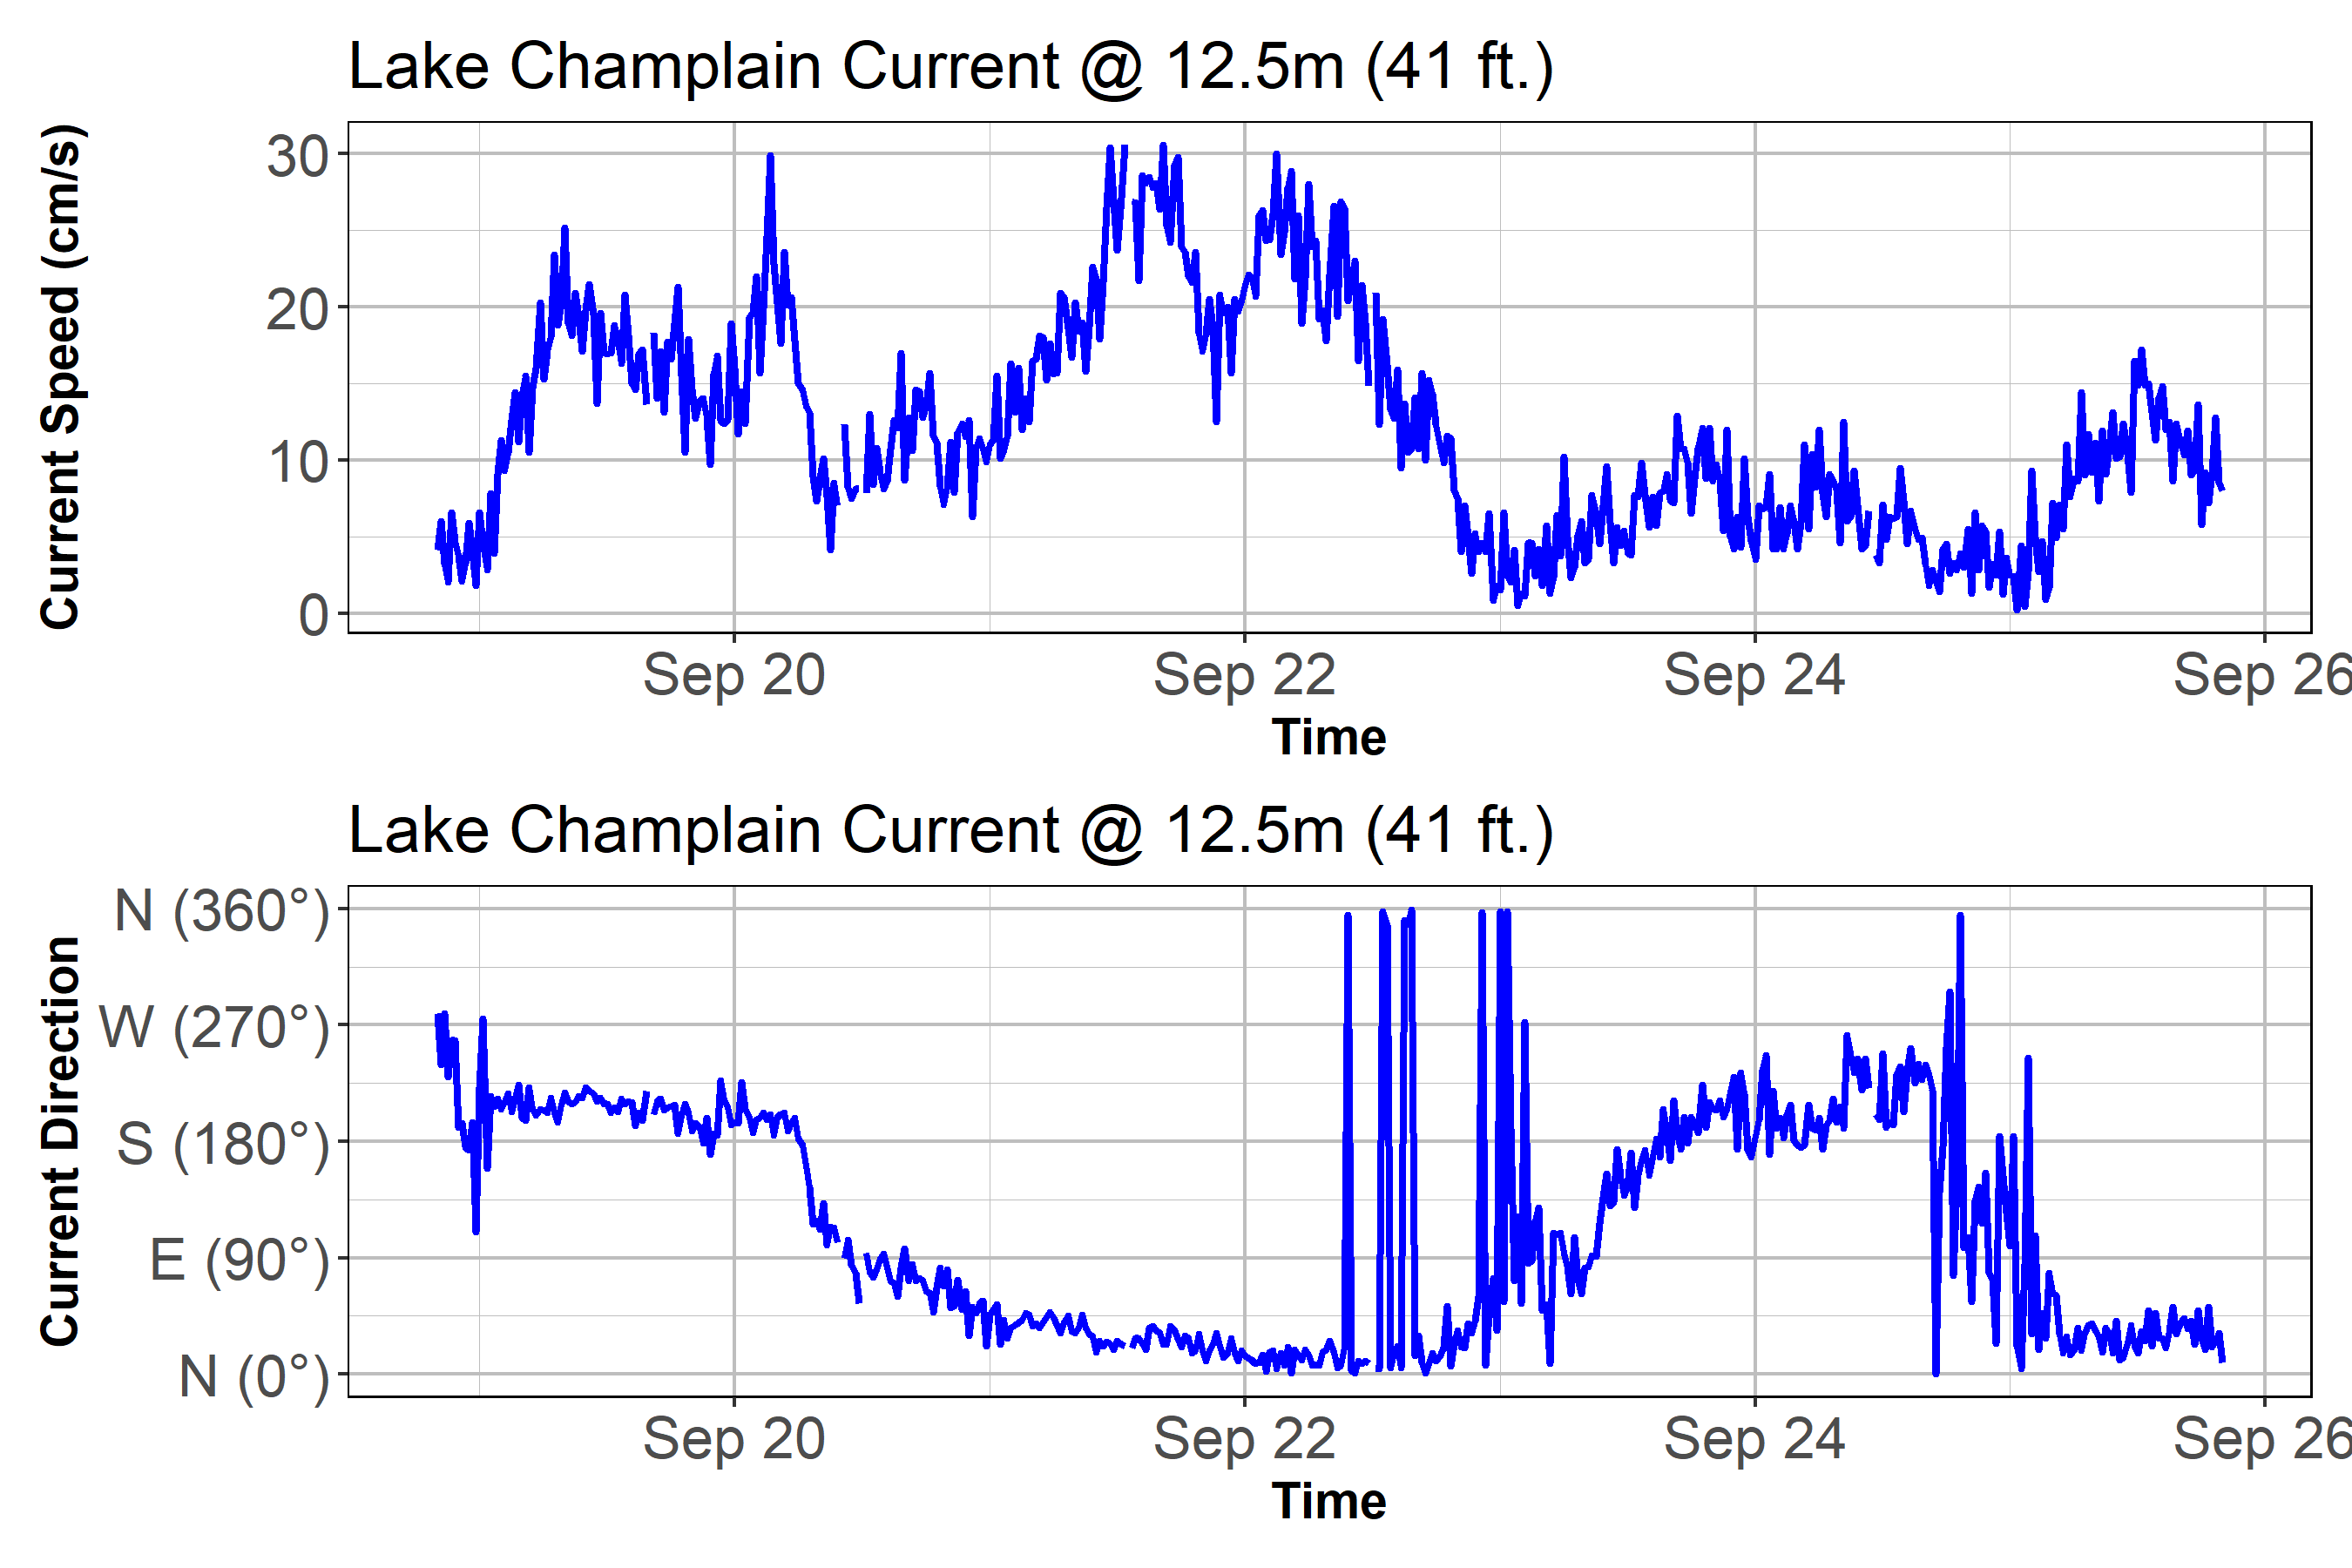 Lake Champlain Current @ 12.5m (41 ft.)
Current Speed (cm/s)
30
20
10
0
Sep 20 Sep 22 Sep 24 Sep 26
Time
Lake Champlain Current @ 12.5m (41 ft.)
Current Direction
N (360°)
W (270°)
S (180°)
E (90°)
N (0°)
Sep 20 Sep 22 Sep 24 Sep 26
Time